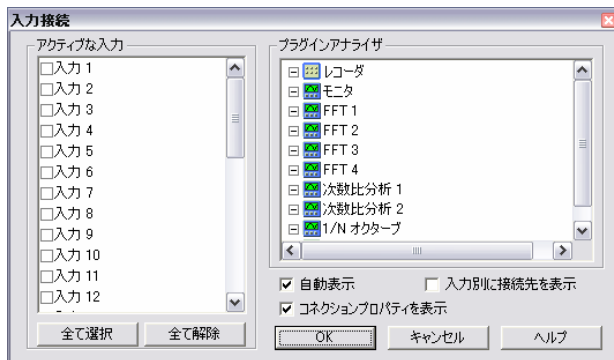 入力接続
アクティブな入力
入力 1
入力 2
入力 3
入力 4
入力 5
入力 6
入力 7
入力 8
入力 9
入力 10
入力 11
入力 12
全て選択
全て解除
プラグインアナライザ
レコーダ
モニタ
FFT 1
FFT 2
FFT 3
FFT 4
次数比分析 1
次数比分析 2
1/N オクターブ
自動表示
入力別に接続先を表示
コネクションプロパティを表示
OK
キャンセル
ヘルプ